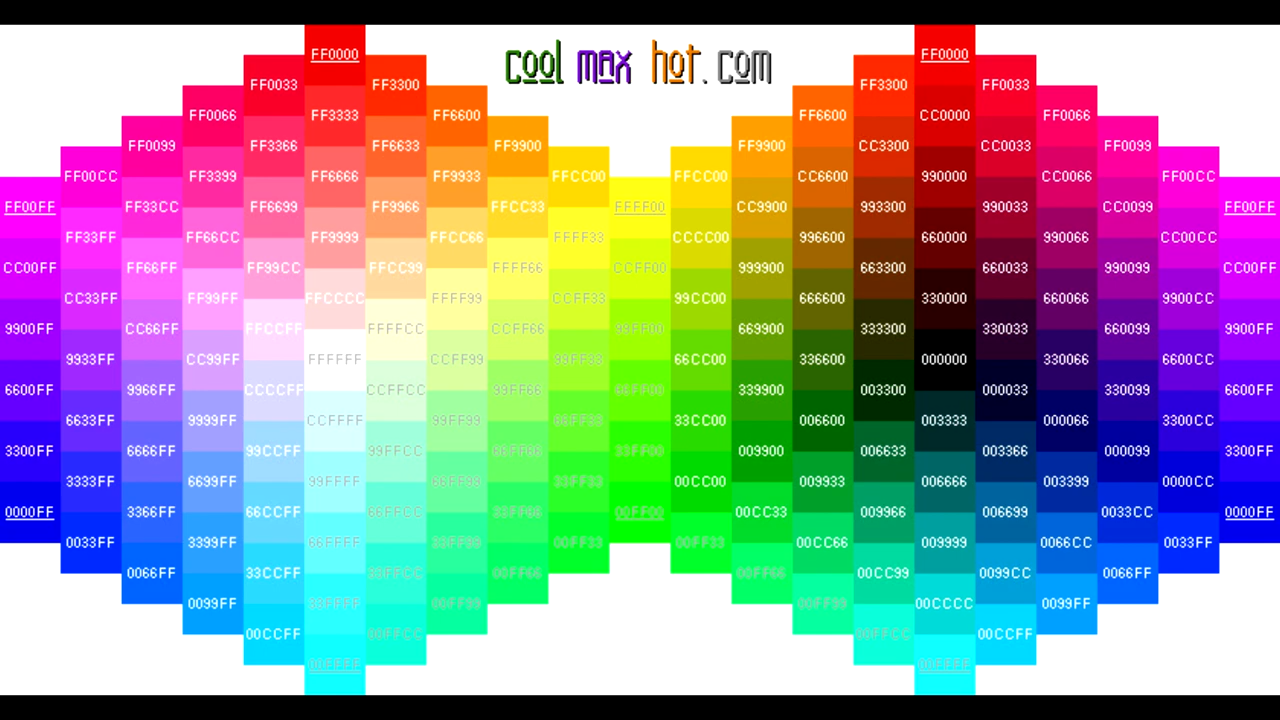 FF0000 cool max hot.com FF0000
FF0033 FF3300 FF3300 FF0033
FF0066 FF3333 FF6600 FF6600 CC0000 FF0066
FF0099 FF3366 FF6633 FF9900 FF9900 CC3300 CC0033 FF0099
FF00CC FF3399 FF6666 FF9933 FFCC00 FFCC00 CC6600 990000 CC0066 FF00CC
FF00FF FF33CC FF6699 FF9966 FFCC33 FFFF00 CC9900 993300 990033 CC0099 FF00FF
FF33FF FF66CC FF9999 FFCC66 FFFF33 CCCC00 996600 660000 990066 CC00CC
CC00FF FF66FF FF99CC FFCC99 FFFF66 CCFF00 999900 663300 660033 990099 CC00FF
CC33FF FF99FF FFCCCC FFFF99 CCFF33 99CC00 666600 330000 660066 9900CC
9900FF CC66FF FFCCFF FFFFCC CCFF66 99FF00 669900 333300 330033 660099 9900FF
9933FF CC99FF FFFFFF CCFF99 99FF33 66CC00 336600 000000 330066 6600CC
6600FF 9966FF CCCCFF CCFFCC 99FF66 66FF00 339900 003300 000033 330099 6600FF
6633FF 9999FF CCFFFF 99FF99 66FF33 33CC00 006600 003333 000066 3300CC
3300FF 6666FF 99CCFF 99FFCC 66FF66 33FF00 009900 006633 003366 000099 3300FF
3333FF 6699FF 99FFFF 66FF99 33FF33 00CC00 009933 006666 003399 0000CC
0000FF 3366FF 66CCFF 66FFCC 33FF66 00FF00 00CC33 009966 006699 0033CC 0000FF
0033FF 3399FF 66FFFF 33FF99 00FF33 00FF33 00CC66 009999 0066CC 0033FF
0066FF 33CCFF 33FFCC 00FF66 00FF66 00CC99 0099CC 0066FF
0099FF 33FFFF 00FF99 00FF99 00CCCC 0099FF
00CCFF 00FFCC 00FFCC 00CCFF
00FFFF 00FFFF